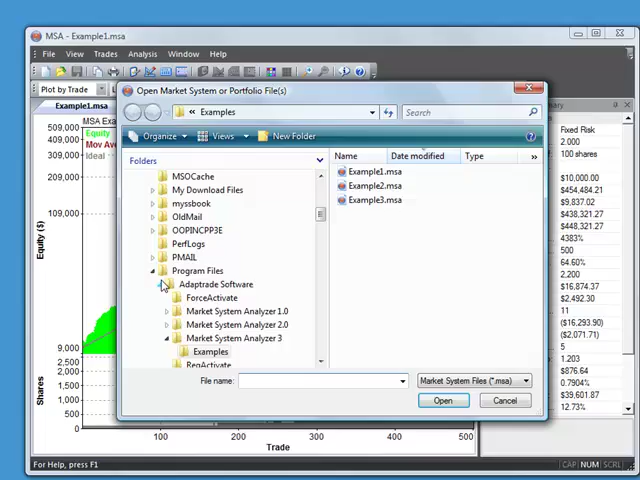 MSA - Example1.msa
File View Trades Analysis Window Help
Plot by Trade
Example1.msa
MSA Exa
Equity
Mov Ave
Ideal
509,000
459,000
409,000
309,000
209,000
109,000
9,000
Equity ($)
2,500
2,000
1,500
1,000
500
0
Shares
100 200 300 400 500
Trade
Open Market System or Portfolio File(s)
« Examples
Search
Organize Views New Folder
Folders
MSOCache
My Download Files
myssbook
OldMail
OOPINCPP3E
PerfLogs
PMAIL
Program Files
Adaptrade Software
ForceActivate
Market System Analyzer 1.0
Market System Analyzer 2.0
Market System Analyzer 3
Examples
RegActivate
Name Date modified Type »
Example1.msa
Example2.msa
Example3.msa
File name:
Market System Files (*.msa)
Open Cancel
mmary
Fixed Risk
2.000
100 shares
$10,000.00
$454,484.21
$9,837.02
$448,321.27
$438,321.27
4383%
500
64.60%
2,200
$16,874.37
$2,492.30
11
($16,293.90)
($2,071.71)
5
1.203
$876.64
0.7904%
$39,601.67
12.73%
For Help, press F1
CAP NUM SCRL